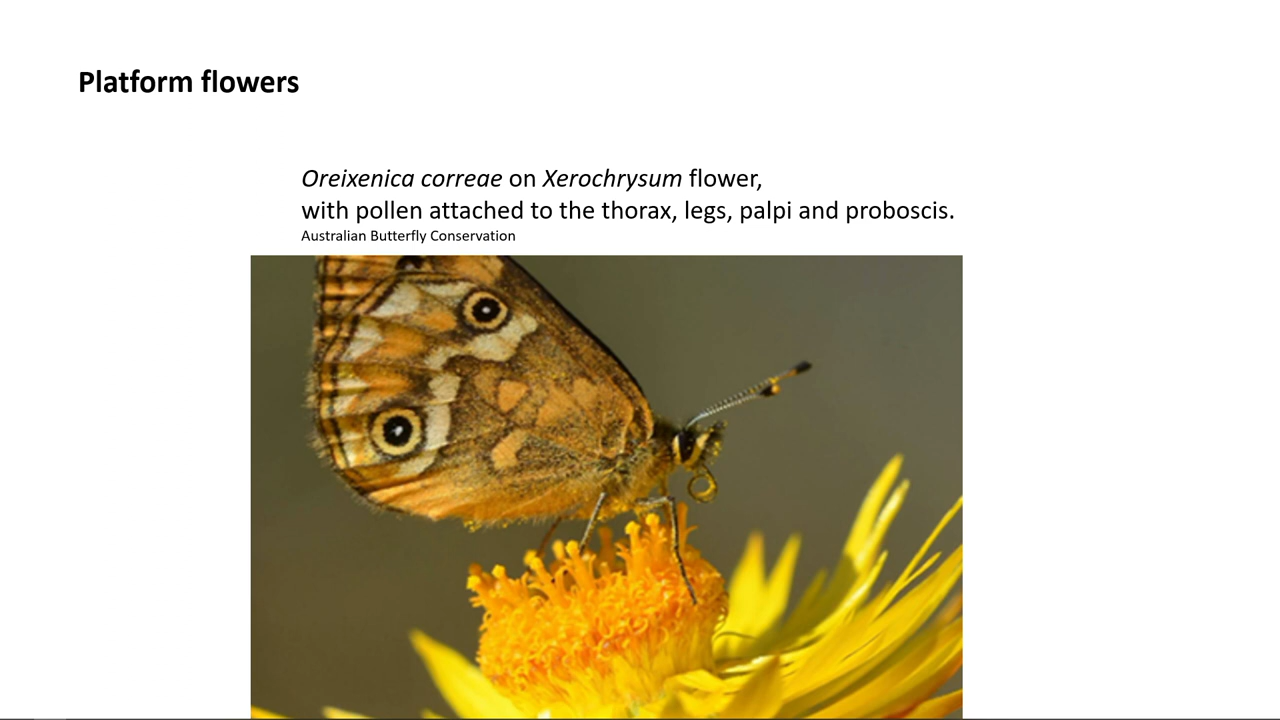 Platform flowers
Oreixenica correae on Xerochrysum flower,
with pollen attached to the thorax, legs, palpi and proboscis.
Australian Butterfly Conservation